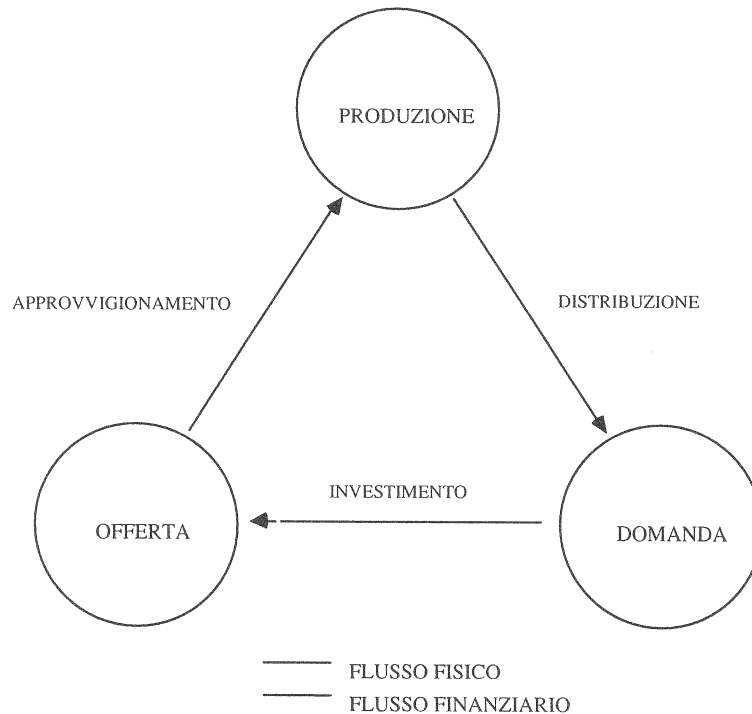 PRODUZIONE
APPROVVIGIONAMENTO
DISTRIBUZIONE
INVESTIMENTO
OFFERTA
DOMANDA
FLUSSO FISICO
FLUSSO FINANZIARIO